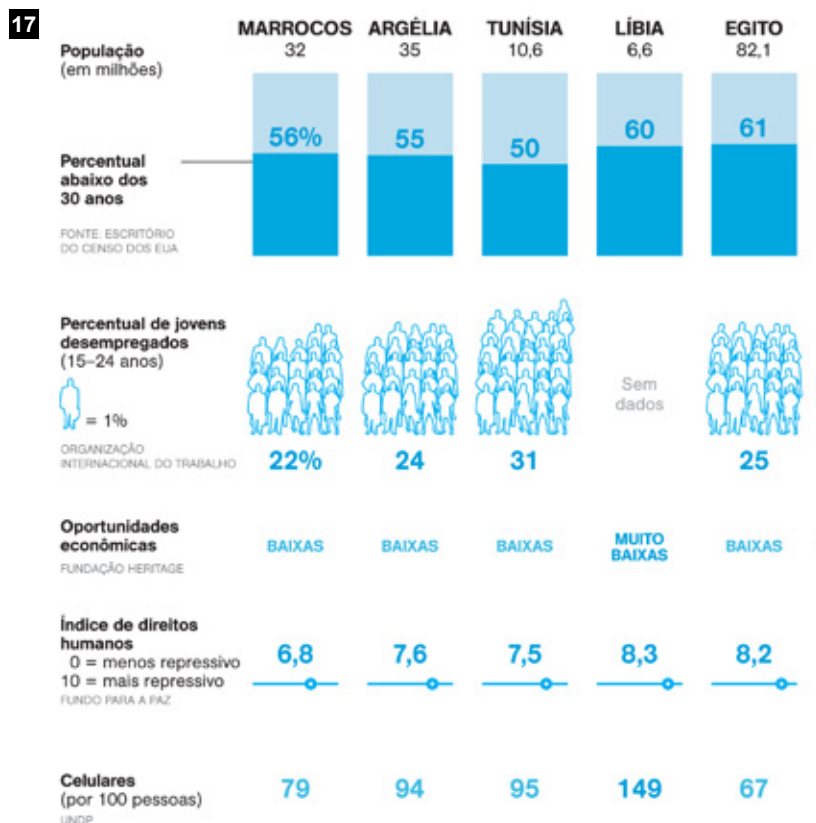 17
MARROCOS ARGÉLIA TUNÍSIA LÍBIA EGITO
População 32 35 10,6 6,6 82,1
(em milhões)
56% 55 50 60 61
Percentual
abaixo dos
30 anos
FONTE: ESCRITÓRIO
DO CENSO DOS EUA
Percentual de jovens
desempregados
(15–24 anos)
Sem
dados
= 1%
ORGANIZAÇÃO
INTERNACIONAL DO TRABALHO
22% 24 31 25
Oportunidades
econômicas
BAIXAS BAIXAS BAIXAS MUITO BAIXAS BAIXAS
FUNDAÇÃO HERITAGE
Índice de direitos
humanos
0 = menos repressivo
10 = mais repressivo
6,8 7,6 7,5 8,3 8,2
FUNDO PARA A PAZ
Celulares
(por 100 pessoas)
79 94 95 149 67
UNDP